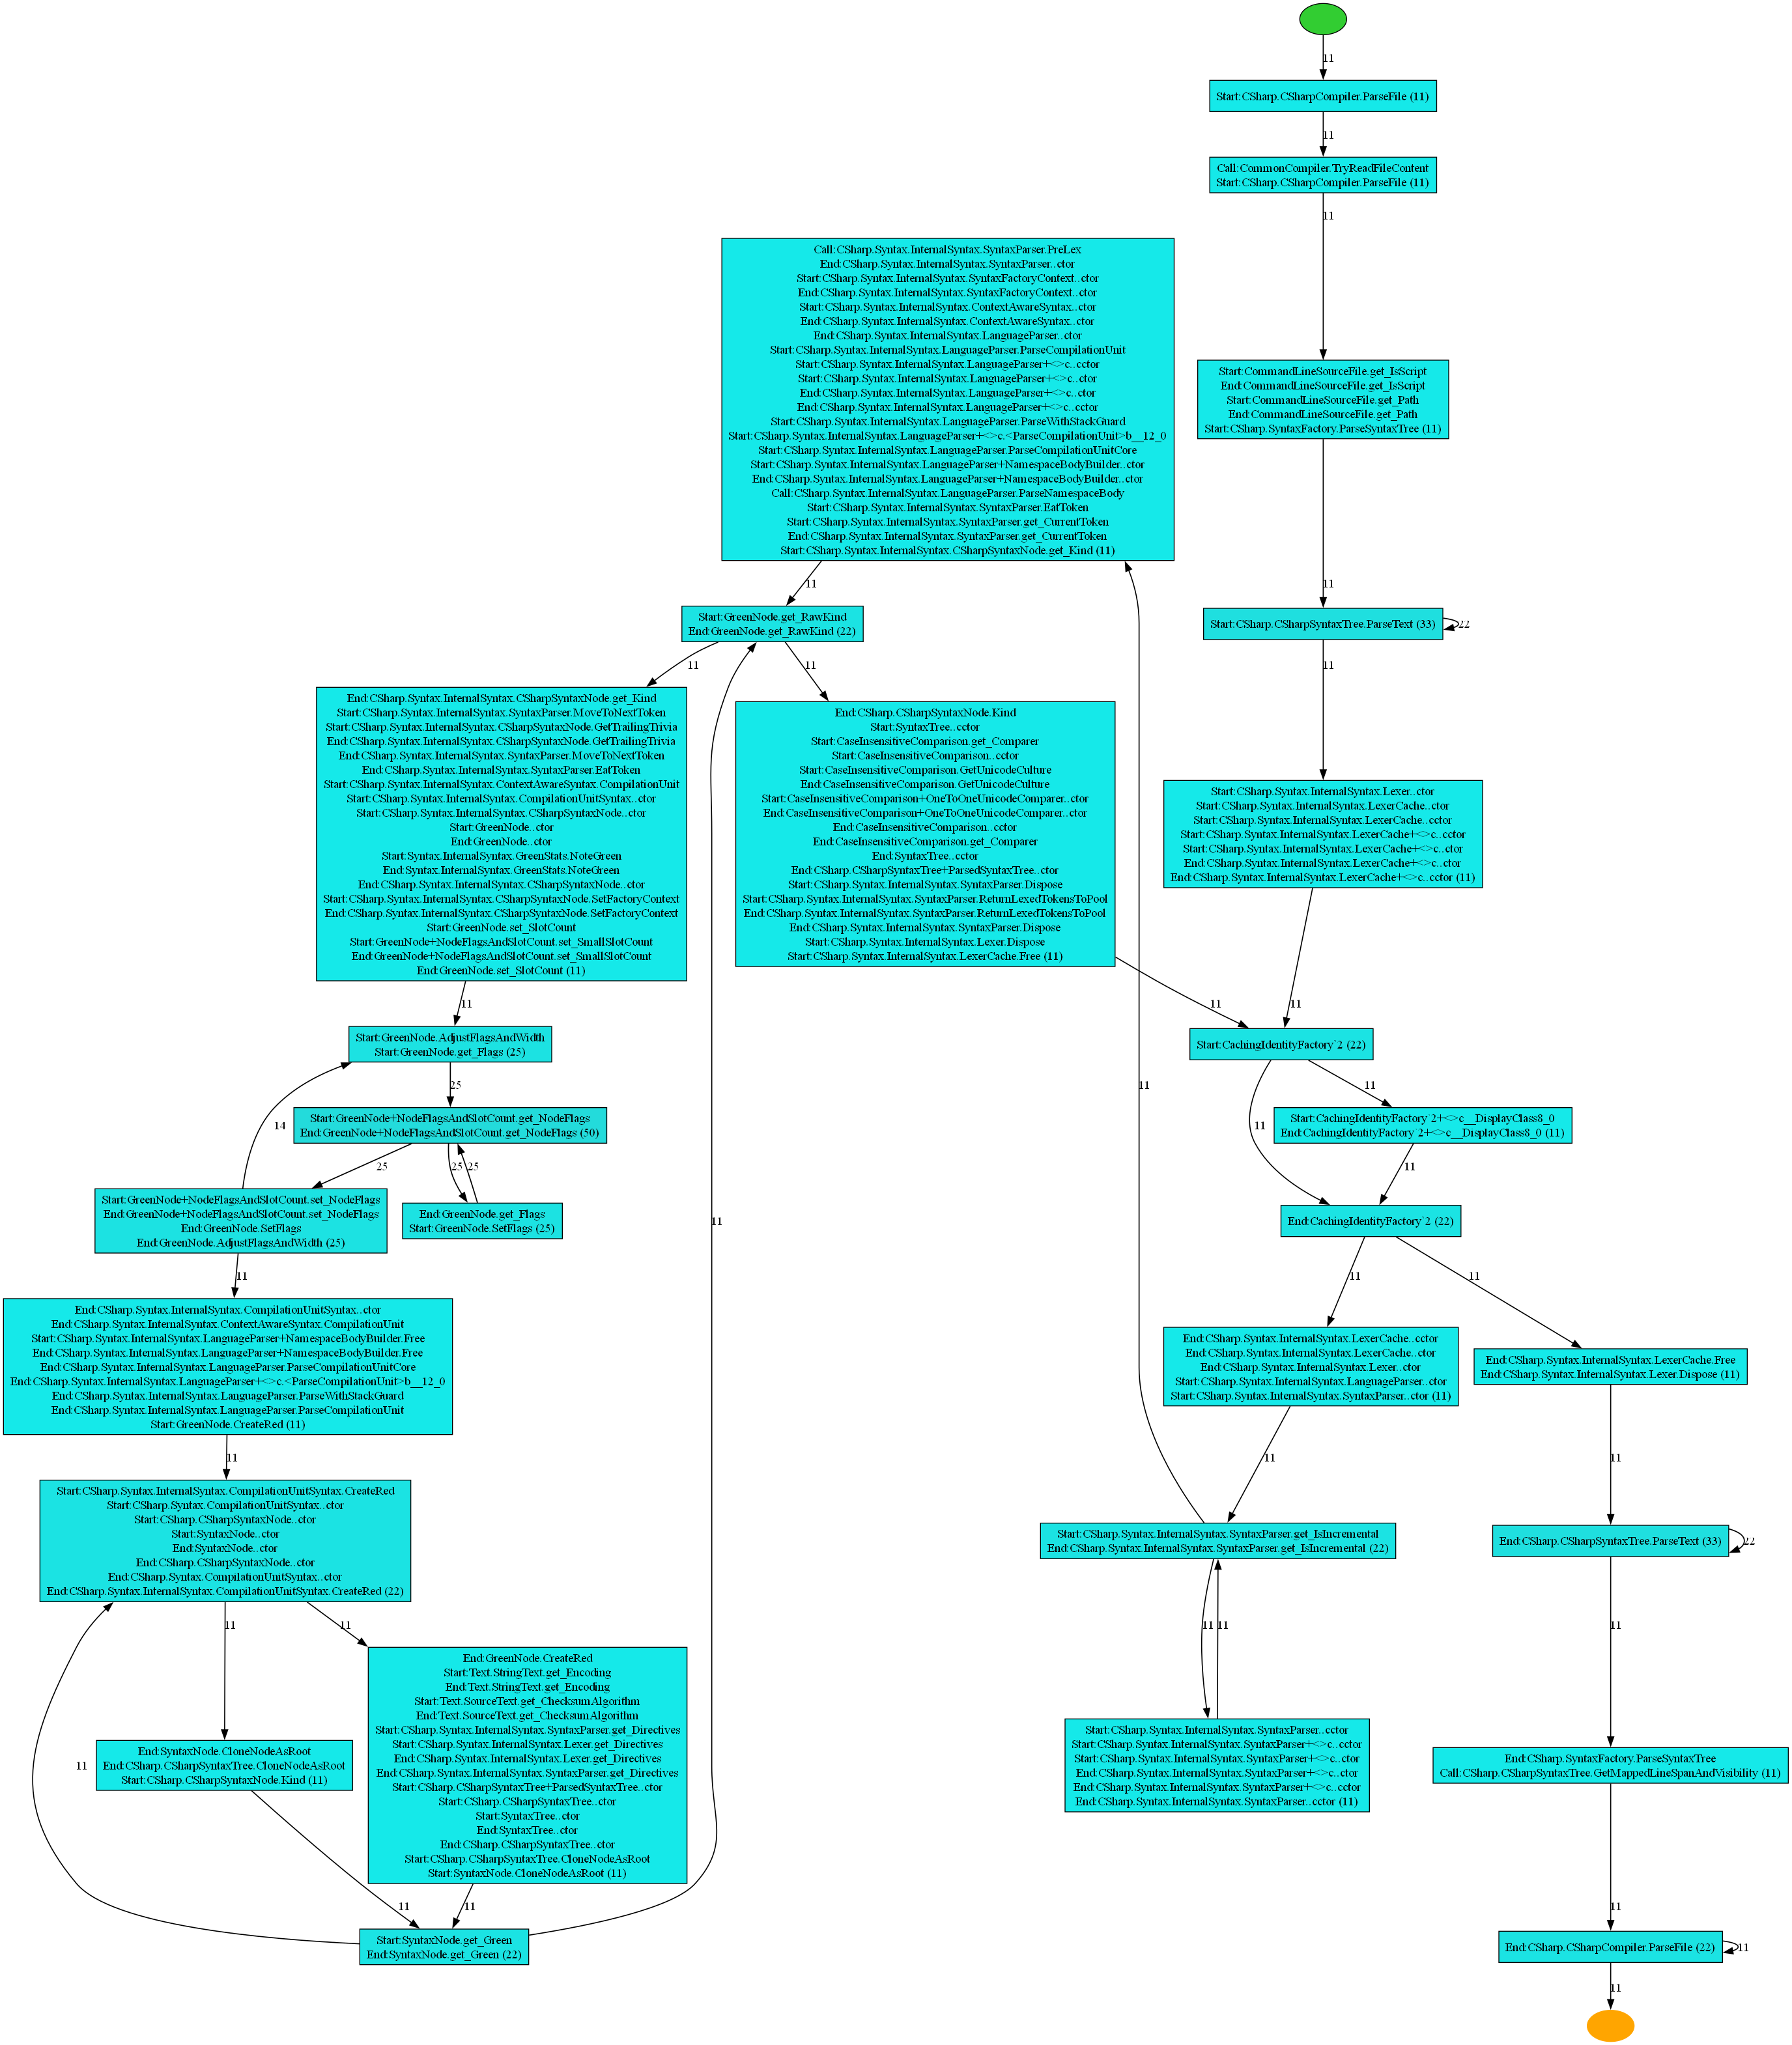 11
Start:CSharp.CSharpCompiler.ParseFile (11)
11
Call:CommonCompiler.TryReadFileContent
Start:CSharp.CSharpCompiler.ParseFile (11)
11
Start:CommandLineSourceFile.get_IsScript
End:CommandLineSourceFile.get_IsScript
Start:CommandLineSourceFile.get_Path
End:CommandLineSourceFile.get_Path
Start:CSharp.SyntaxFactory.ParseSyntaxTree (11)
11
Start:CSharp.CSharpSyntaxTree.ParseText (33)
22
11
Start:CSharp.Syntax.InternalSyntax.Lexer..ctor
Start:CSharp.Syntax.InternalSyntax.LexerCache..ctor
Start:CSharp.Syntax.InternalSyntax.LexerCache..cctor
Start:CSharp.Syntax.InternalSyntax.LexerCache+<>c..cctor
Start:CSharp.Syntax.InternalSyntax.LexerCache+<>c..ctor
End:CSharp.Syntax.InternalSyntax.LexerCache+<>c..ctor
End:CSharp.Syntax.InternalSyntax.LexerCache+<>c..cctor (11)
11
Start:CachingIdentityFactory`2 (22)
11
11
Start:CachingIdentityFactory`2+<>c__DisplayClass8_0
End:CachingIdentityFactory`2+<>c__DisplayClass8_0 (11)
11
End:CachingIdentityFactory`2 (22)
11
11
End:CSharp.Syntax.InternalSyntax.LexerCache..cctor
End:CSharp.Syntax.InternalSyntax.LexerCache..ctor
End:CSharp.Syntax.InternalSyntax.Lexer..ctor
Start:CSharp.Syntax.InternalSyntax.LanguageParser..ctor
Start:CSharp.Syntax.InternalSyntax.SyntaxParser..ctor (11)
11
Start:CSharp.Syntax.InternalSyntax.SyntaxParser.get_IsIncremental
End:CSharp.Syntax.InternalSyntax.SyntaxParser.get_IsIncremental (22)
11
11
Start:CSharp.Syntax.InternalSyntax.SyntaxParser..cctor
Start:CSharp.Syntax.InternalSyntax.SyntaxParser+<>c..cctor
Start:CSharp.Syntax.InternalSyntax.SyntaxParser+<>c..ctor
End:CSharp.Syntax.InternalSyntax.SyntaxParser+<>c..ctor
End:CSharp.Syntax.InternalSyntax.SyntaxParser+<>c..cctor
End:CSharp.Syntax.InternalSyntax.SyntaxParser..cctor (11)
11
Call:CSharp.Syntax.InternalSyntax.SyntaxParser.PreLex
End:CSharp.Syntax.InternalSyntax.SyntaxParser..ctor
Start:CSharp.Syntax.InternalSyntax.SyntaxFactoryContext..ctor
End:CSharp.Syntax.InternalSyntax.SyntaxFactoryContext..ctor
Start:CSharp.Syntax.InternalSyntax.ContextAwareSyntax..ctor
End:CSharp.Syntax.InternalSyntax.ContextAwareSyntax..ctor
End:CSharp.Syntax.InternalSyntax.LanguageParser..ctor
Start:CSharp.Syntax.InternalSyntax.LanguageParser.ParseCompilationUnit
Start:CSharp.Syntax.InternalSyntax.LanguageParser+<>c..cctor
Start:CSharp.Syntax.InternalSyntax.LanguageParser+<>c..ctor
End:CSharp.Syntax.InternalSyntax.LanguageParser+<>c..ctor
End:CSharp.Syntax.InternalSyntax.LanguageParser+<>c..cctor
Start:CSharp.Syntax.InternalSyntax.LanguageParser.ParseWithStackGuard
Start:CSharp.Syntax.InternalSyntax.LanguageParser+<>c.<ParseCompilationUnit>b__12_0
Start:CSharp.Syntax.InternalSyntax.LanguageParser.ParseCompilationUnitCore
Start:CSharp.Syntax.InternalSyntax.LanguageParser+NamespaceBodyBuilder..ctor
End:CSharp.Syntax.InternalSyntax.LanguageParser+NamespaceBodyBuilder..ctor
Call:CSharp.Syntax.InternalSyntax.LanguageParser.ParseNamespaceBody
Start:CSharp.Syntax.InternalSyntax.SyntaxParser.EatToken
Start:CSharp.Syntax.InternalSyntax.SyntaxParser.get_CurrentToken
End:CSharp.Syntax.InternalSyntax.SyntaxParser.get_CurrentToken
Start:CSharp.Syntax.InternalSyntax.CSharpSyntaxNode.get_Kind (11)
11
Start:GreenNode.get_RawKind
End:GreenNode.get_RawKind (22)
11
11
End:CSharp.Syntax.InternalSyntax.CSharpSyntaxNode.get_Kind
Start:CSharp.Syntax.InternalSyntax.SyntaxParser.MoveToNextToken
Start:CSharp.Syntax.InternalSyntax.CSharpSyntaxNode.GetTrailingTrivia
End:CSharp.Syntax.InternalSyntax.CSharpSyntaxNode.GetTrailingTrivia
End:CSharp.Syntax.InternalSyntax.SyntaxParser.MoveToNextToken
End:CSharp.Syntax.InternalSyntax.SyntaxParser.EatToken
Start:CSharp.Syntax.InternalSyntax.ContextAwareSyntax.CompilationUnit
Start:CSharp.Syntax.InternalSyntax.CompilationUnitSyntax..ctor
Start:CSharp.Syntax.InternalSyntax.CSharpSyntaxNode..ctor
Start:GreenNode..ctor
End:GreenNode..ctor
Start:Syntax.InternalSyntax.GreenStats.NoteGreen
End:Syntax.InternalSyntax.GreenStats.NoteGreen
End:CSharp.Syntax.InternalSyntax.CSharpSyntaxNode..ctor
Start:CSharp.Syntax.InternalSyntax.CSharpSyntaxNode.SetFactoryContext
End:CSharp.Syntax.InternalSyntax.CSharpSyntaxNode.SetFactoryContext
Start:GreenNode.set_SlotCount
Start:GreenNode+NodeFlagsAndSlotCount.set_SmallSlotCount
End:GreenNode+NodeFlagsAndSlotCount.set_SmallSlotCount
End:GreenNode.set_SlotCount (11)
End:CSharp.CSharpSyntaxNode.Kind
Start:SyntaxTree..cctor
Start:CaseInsensitiveComparison.get_Comparer
Start:CaseInsensitiveComparison..cctor
Start:CaseInsensitiveComparison.GetUnicodeCulture
End:CaseInsensitiveComparison.GetUnicodeCulture
Start:CaseInsensitiveComparison+OneToOneUnicodeComparer..ctor
End:CaseInsensitiveComparison+OneToOneUnicodeComparer..ctor
End:CaseInsensitiveComparison..cctor
End:CaseInsensitiveComparison.get_Comparer
End:SyntaxTree..cctor
End:CSharp.CSharpSyntaxTree+ParsedSyntaxTree..ctor
Start:CSharp.Syntax.InternalSyntax.SyntaxParser.Dispose
Start:CSharp.Syntax.InternalSyntax.SyntaxParser.ReturnLexedTokensToPool
End:CSharp.Syntax.InternalSyntax.SyntaxParser.ReturnLexedTokensToPool
End:CSharp.Syntax.InternalSyntax.SyntaxParser.Dispose
Start:CSharp.Syntax.InternalSyntax.Lexer.Dispose
Start:CSharp.Syntax.InternalSyntax.LexerCache.Free (11)
11
11
Start:GreenNode.AdjustFlagsAndWidth
Start:GreenNode.get_Flags (25)
25
Start:GreenNode+NodeFlagsAndSlotCount.get_NodeFlags
End:GreenNode+NodeFlagsAndSlotCount.get_NodeFlags (50)
14
25
25
25
Start:GreenNode+NodeFlagsAndSlotCount.set_NodeFlags
End:GreenNode+NodeFlagsAndSlotCount.set_NodeFlags
End:GreenNode.SetFlags
End:GreenNode.AdjustFlagsAndWidth (25)
End:GreenNode.get_Flags
Start:GreenNode.SetFlags (25)
11
11
End:CSharp.Syntax.InternalSyntax.CompilationUnitSyntax..ctor
End:CSharp.Syntax.InternalSyntax.ContextAwareSyntax.CompilationUnit
Start:CSharp.Syntax.InternalSyntax.LanguageParser+NamespaceBodyBuilder.Free
End:CSharp.Syntax.InternalSyntax.LanguageParser+NamespaceBodyBuilder.Free
End:CSharp.Syntax.InternalSyntax.LanguageParser.ParseCompilationUnitCore
End:CSharp.Syntax.InternalSyntax.LanguageParser+<>c.<ParseCompilationUnit>b__12_0
End:CSharp.Syntax.InternalSyntax.LanguageParser.ParseWithStackGuard
End:CSharp.Syntax.InternalSyntax.LanguageParser.ParseCompilationUnit
Start:GreenNode.CreateRed (11)
11
Start:CSharp.Syntax.InternalSyntax.CompilationUnitSyntax.CreateRed
Start:CSharp.Syntax.CompilationUnitSyntax..ctor
Start:CSharp.CSharpSyntaxNode..ctor
Start:SyntaxNode..ctor
End:SyntaxNode..ctor
End:CSharp.CSharpSyntaxNode..ctor
End:CSharp.Syntax.CompilationUnitSyntax..ctor
End:CSharp.Syntax.InternalSyntax.CompilationUnitSyntax.CreateRed (22)
11
11
11
End:SyntaxNode.CloneNodeAsRoot
End:CSharp.CSharpSyntaxTree.CloneNodeAsRoot
Start:CSharp.CSharpSyntaxNode.Kind (11)
End:GreenNode.CreateRed
Start:Text.StringText.get_Encoding
End:Text.StringText.get_Encoding
Start:Text.SourceText.get_ChecksumAlgorithm
End:Text.SourceText.get_ChecksumAlgorithm
Start:CSharp.Syntax.InternalSyntax.SyntaxParser.get_Directives
Start:CSharp.Syntax.InternalSyntax.Lexer.get_Directives
End:CSharp.Syntax.InternalSyntax.Lexer.get_Directives
End:CSharp.Syntax.InternalSyntax.SyntaxParser.get_Directives
Start:CSharp.CSharpSyntaxTree+ParsedSyntaxTree..ctor
Start:CSharp.CSharpSyntaxTree..ctor
Start:SyntaxTree..ctor
End:SyntaxTree..ctor
End:CSharp.CSharpSyntaxTree..ctor
Start:CSharp.CSharpSyntaxTree.CloneNodeAsRoot
Start:SyntaxNode.CloneNodeAsRoot (11)
11
11
Start:SyntaxNode.get_Green
End:SyntaxNode.get_Green (22)
End:CSharp.Syntax.InternalSyntax.LexerCache.Free
End:CSharp.Syntax.InternalSyntax.Lexer.Dispose (11)
11
End:CSharp.CSharpSyntaxTree.ParseText (33)
22
11
End:CSharp.SyntaxFactory.ParseSyntaxTree
Call:CSharp.CSharpSyntaxTree.GetMappedLineSpanAndVisibility (11)
11
End:CSharp.CSharpCompiler.ParseFile (22)
11
11